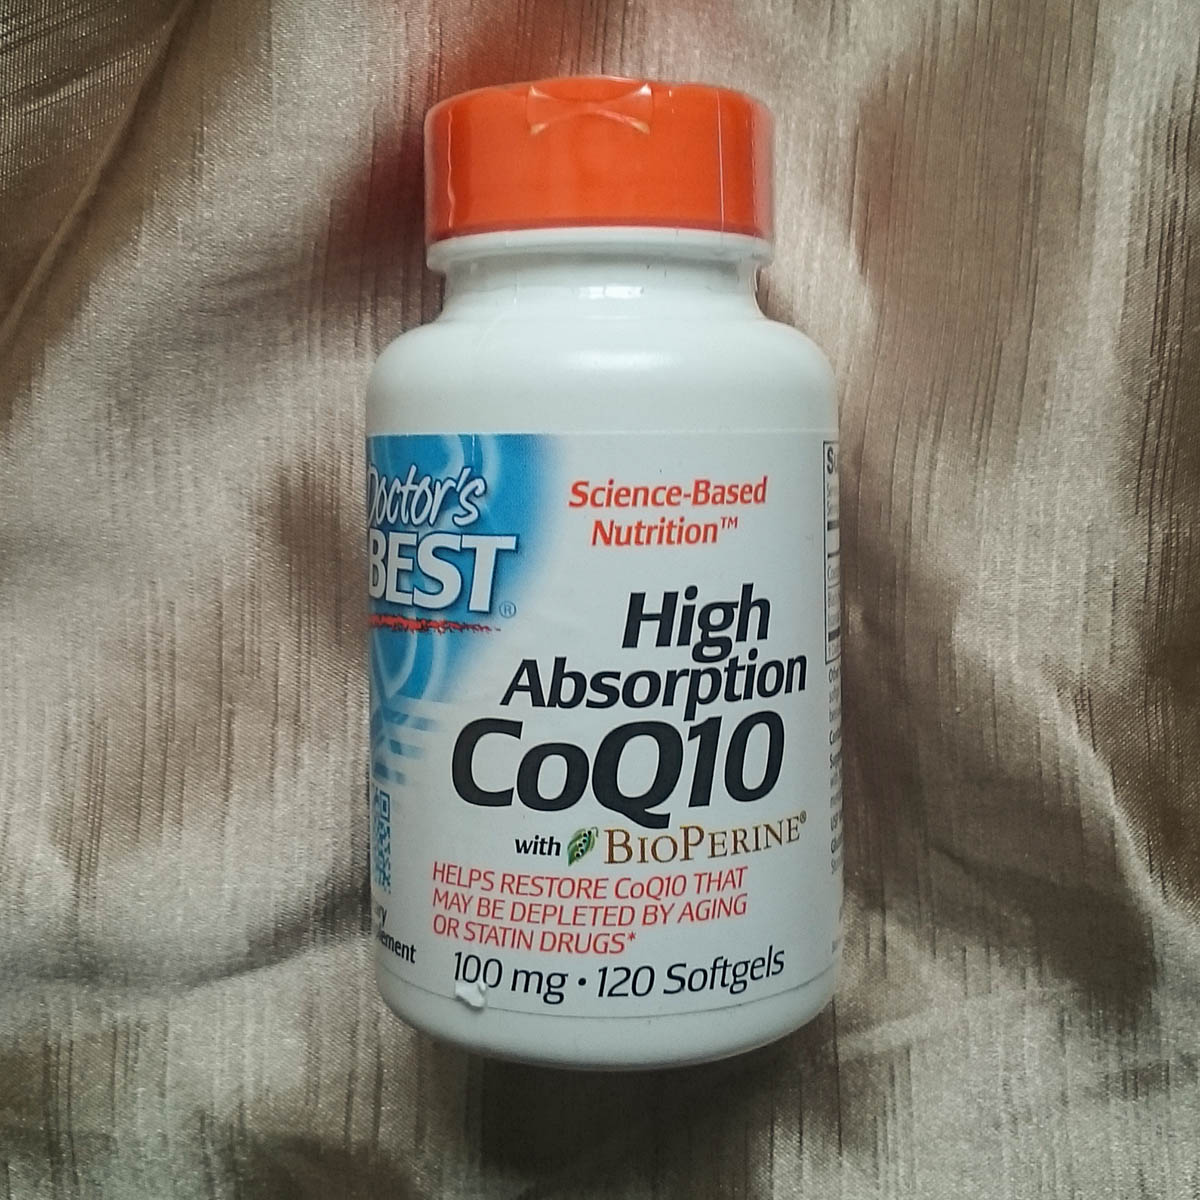 Doctor's
BEST®
Science-Based
Nutrition™
High
Absorption
CoQ10
with BIOPERINE®
HELPS RESTORE CoQ10 THAT
MAY BE DEPLETED BY AGING
OR STATIN DRUGS*
100 mg • 120 Softgels